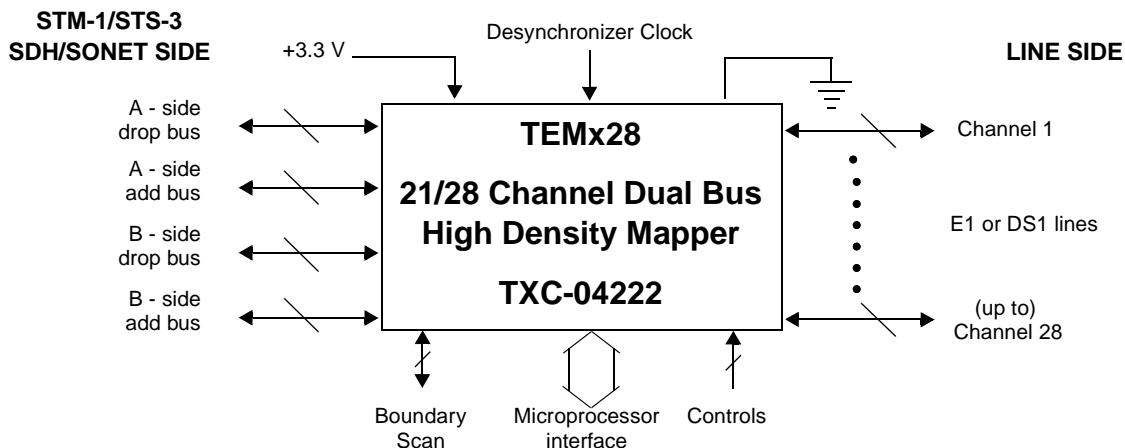 STM-1/STS-3
SDH/SONET SIDE
+3.3 V
Desynchronizer Clock
LINE SIDE
A - side
drop bus
A - side
add bus
B - side
drop bus
B - side
add bus
TEMx28
21/28 Channel Dual Bus
High Density Mapper
TXC-04222
Channel 1
E1 or DS1 lines
(up to)
Channel 28
Boundary
Scan
Microprocessor
interface
Controls